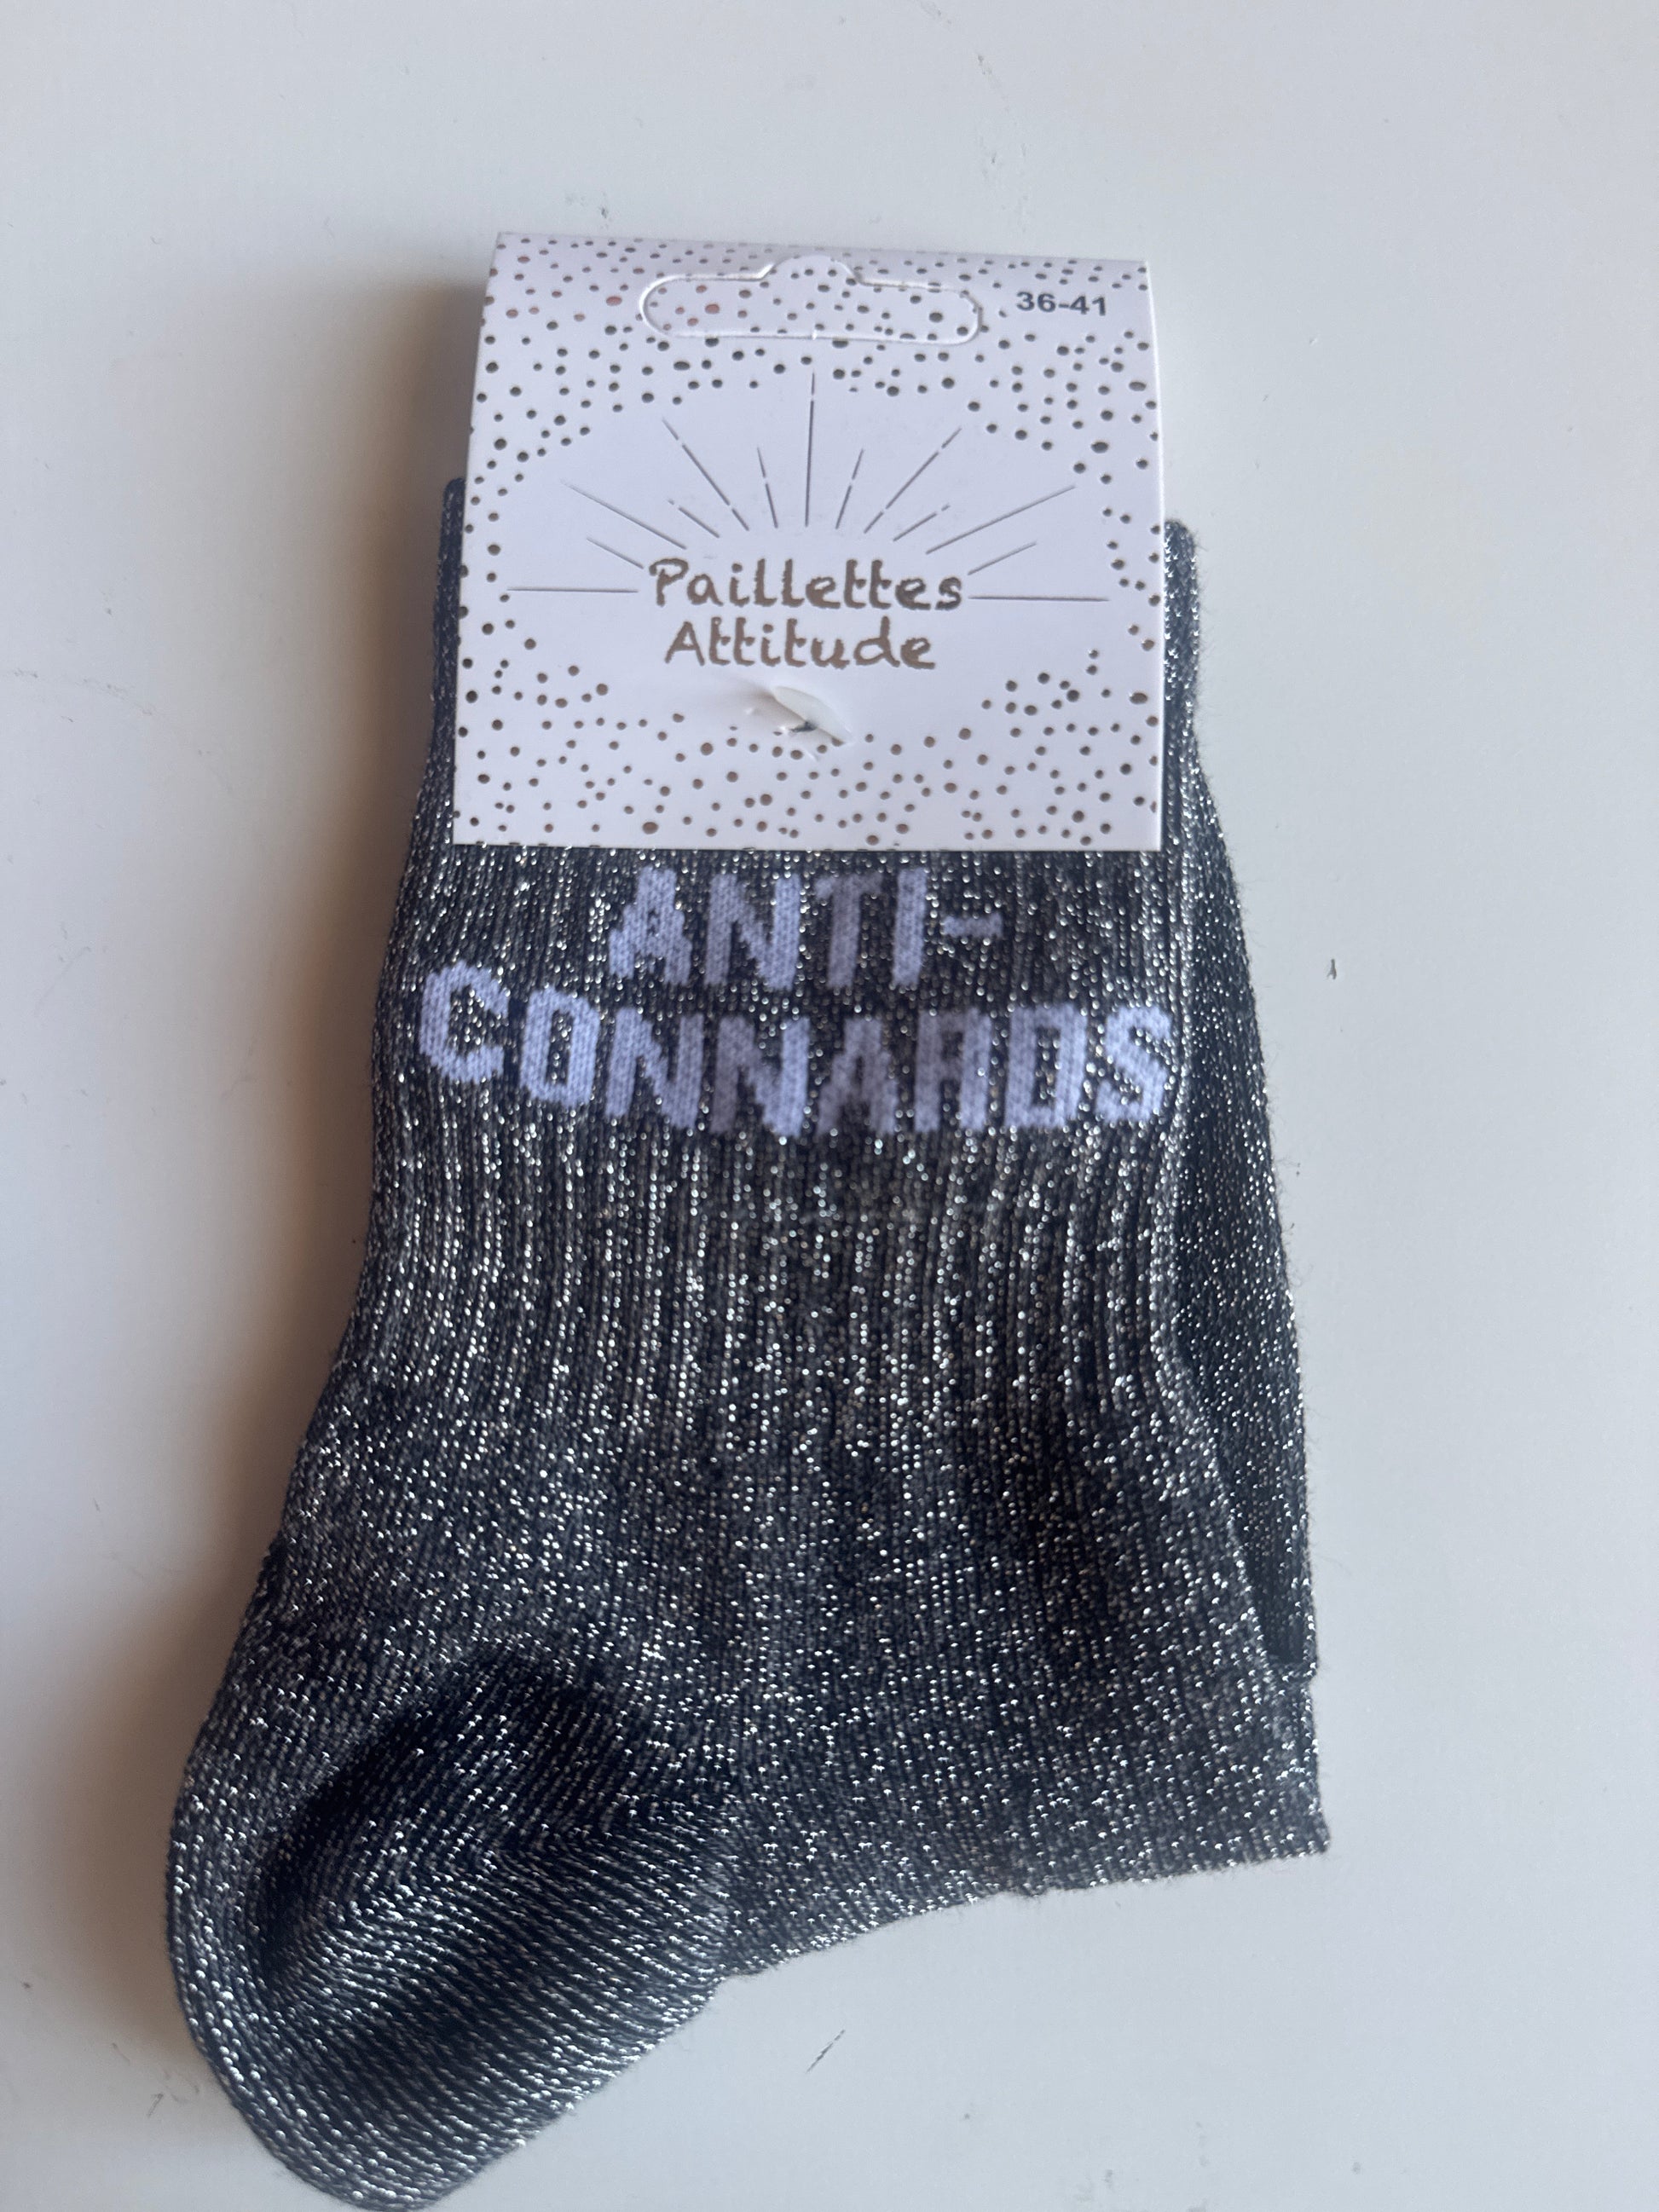 36-41
Paillettes
Attitude
ANTI-
CONNARDS